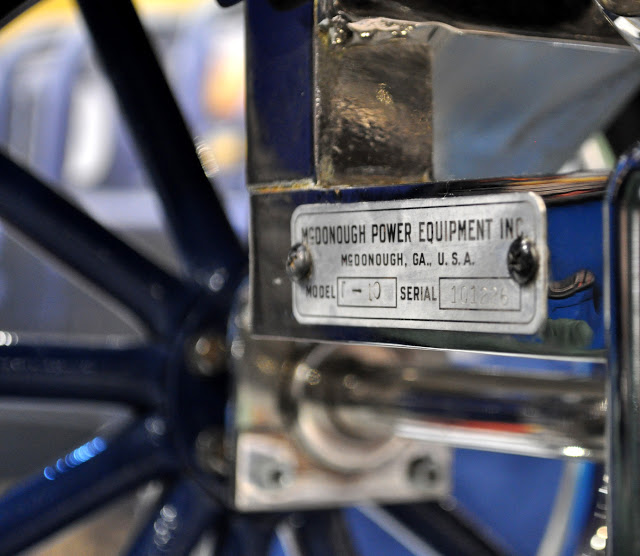 McDONOUGH POWER EQUIPMENT INC.
McDONOUGH, GA., U.S.A.
MODEL SERIAL